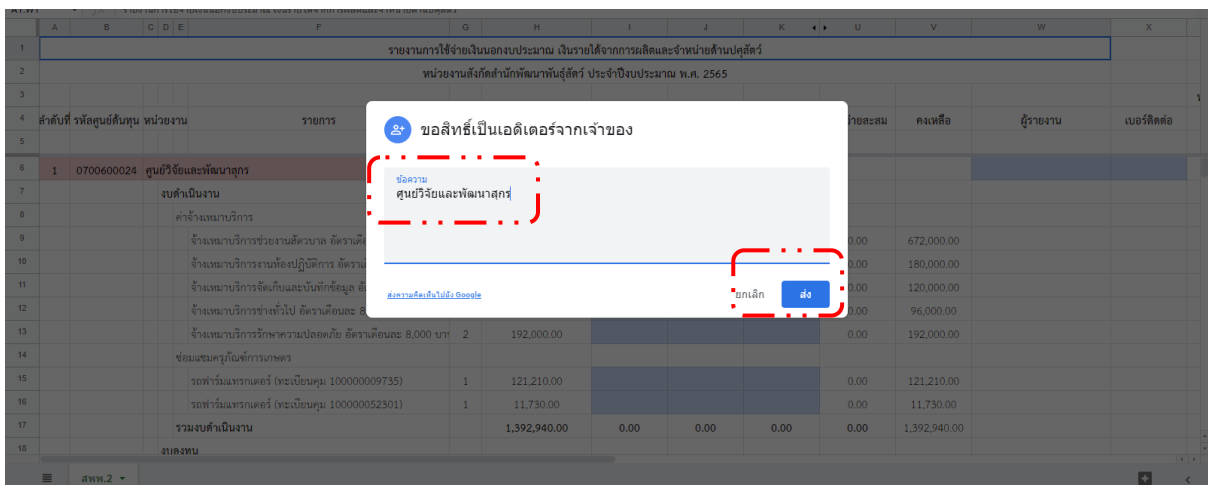 A B C D E F G H I J K U V W X
1 รายงานการใช้จ่ายเงินนอกงบประมาณ เงินรายได้จากการผลิตและจำหน่ายด้านปศุสัตว์
2 หน่วยงานสังกัดสำนักพัฒนาพันธุ์สัตว์ ประจำปีงบประมาณ พ.ศ. 2565
3
4 ลำดับที่ รหัสศูนย์ต้นทุน หน่วยงาน รายการ คงเหลือ ผู้รายงาน เบอร์ติดต่อ
5
ขอสิทธิ์เป็นเอดิเตอร์จากเจ้าของ
ข้อความ
ศูนย์วิจัยและพัฒนาสุกร
ส่งความคิดเห็นไปยัง Google
ยกเลิก ส่ง
6 1 0700600024 ศูนย์วิจัยและพัฒนาสุกร
7 งบดำเนินงาน
8 ค่าจ้างเหมาบริการ
9 จ้างเหมาบริการช่วยงานสัตวบาล 0.00 672,000.00
10 จ้างเหมาบริการงานห้องปฏิบัติการ 0.00 180,000.00
11 จ้างเหมาบริการจัดเก็บและบันทึกข้อมูล 0.00 120,000.00
12 จ้างเหมาบริการช่างทั่วไป อัตราเดือนละ 8 0.00 96,000.00
13 จ้างเหมาบริการรักษาความปลอดภัย อัตราเดือนละ 8,000 บาท 2 192,000.00 0.00 192,000.00
14 ซ่อมแซมครุภัณฑ์การเกษตร
15 รถฟาร์มแทรกเตอร์ (ทะเบียนคุม 100000009735) 1 121,210.00 0.00 121,210.00
16 รถฟาร์มแทรกเตอร์ (ทะเบียนคุม 100000052301) 1 11,730.00 0.00 11,730.00
17 รวมงบดำเนินงาน 1,392,940.00 0.00 0.00 0.00 0.00 1,392,940.00
18 งบลงทุน
สพพ.2